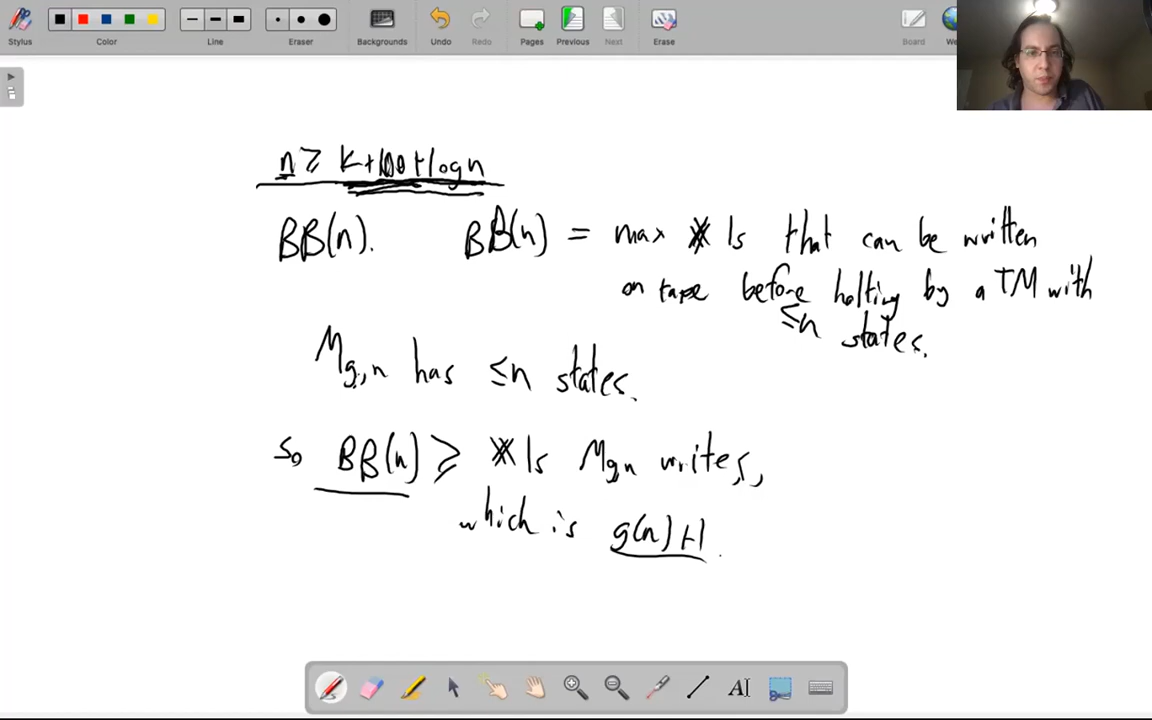 Stylus Color Line Eraser Backgrounds Undo Redo Pages Previous Next Erase Board We
n ≥ k+100+log n
BB(n). BB(n) = max # 1s that can be written
on tape before halting by a TM with
≤n states.
Mg,n has ≤n states.
So BB(n) ≥ # 1s Mg,n writes,
which is g(n)+1.